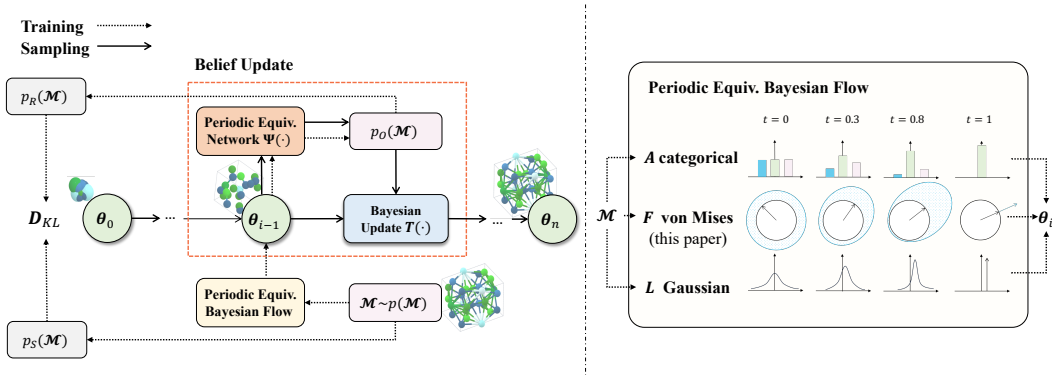 Training
Sampling
Belief Update
p_R(𝓜)
Periodic Equiv.
Network Ψ(·)
p_O(𝓜)
D_KL
θ_0
...
θ_{i−1}
Bayesian
Update T(·)
...
θ_n
Periodic Equiv.
Bayesian Flow
𝓜~p(𝓜)
p_S(𝓜)
Periodic Equiv. Bayesian Flow
t = 0
t = 0.3
t = 0.8
t = 1
A categorical
𝓜
F von Mises
(this paper)
θ_i
L Gaussian